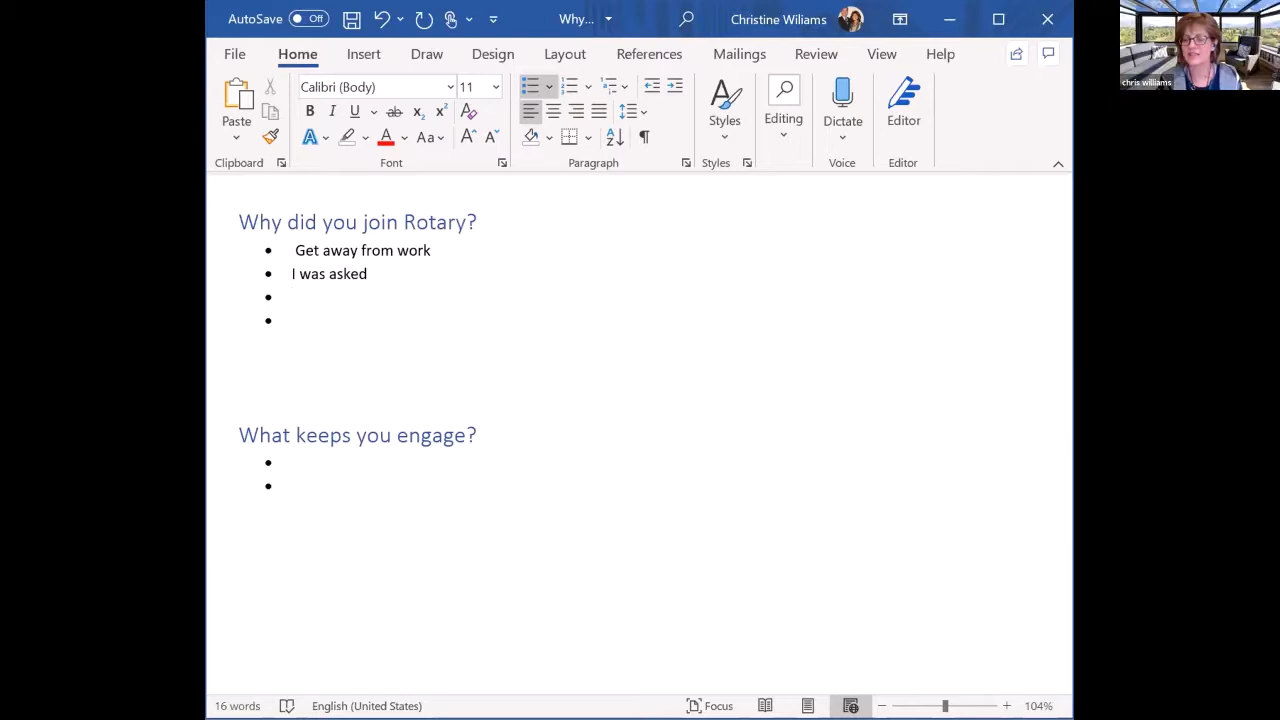 AutoSave Off Why... Christine Wiliams
File Home Insert Draw Design Layout References Mailings Review View Help
Calibri (Body) 11
Paste Styles Editing Dictate Editor
Clipboard Font Paragraph Styles Voice Editor
chris williams
Why did you join Rotary?
• Get away from work
• I was asked
•
•
What keeps you engage?
•
•
16 words English (United States) Focus 104%